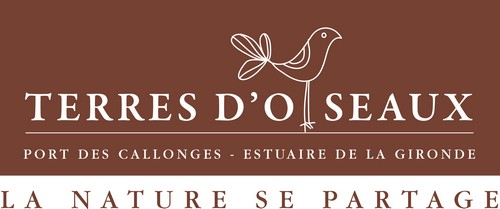 TERRES D'OISEAUX
PORT DES CALLONGES - ESTUAIRE DE LA GIRONDE
LA NATURE SE PARTAGE